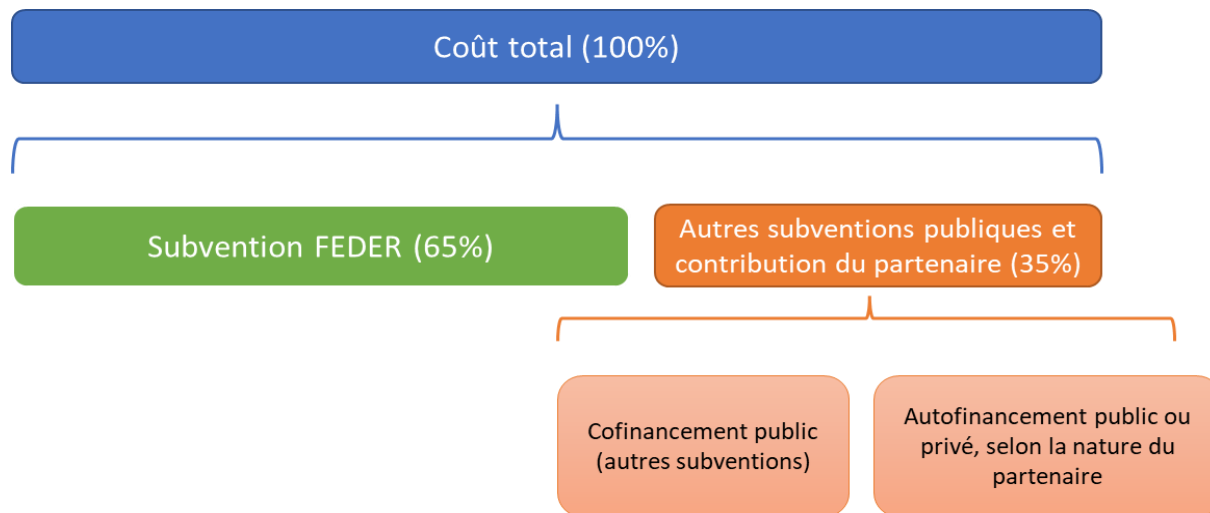 Coût total (100%)
Subvention FEDER (65%)
Autres subventions publiques et
contribution du partenaire (35%)
Cofinancement public
(autres subventions)
Autofinancement public ou
privé, selon la nature du
partenaire